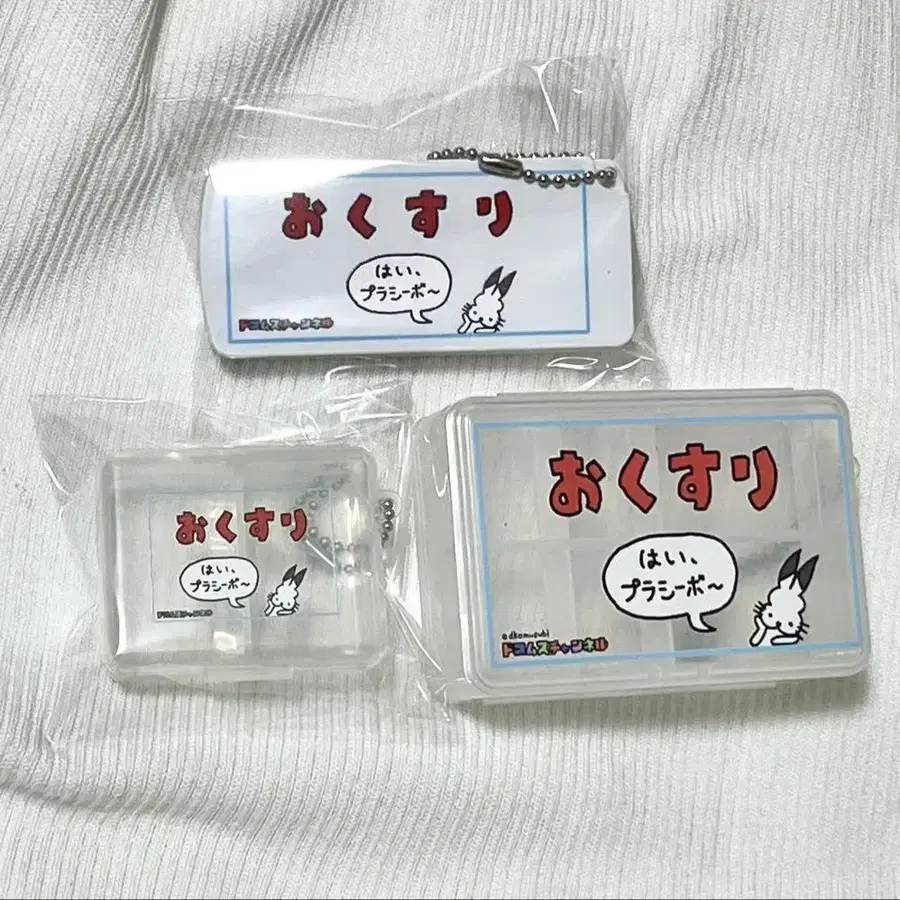 おくすり
はい、
プラシーボ〜
ドコムスチャンネル
おくすり
はい、
プラシーボ〜
ドコムスチャンネル
おくすり
はい、
プラシーボ〜
@dkomusubi
ドコムスチャンネル